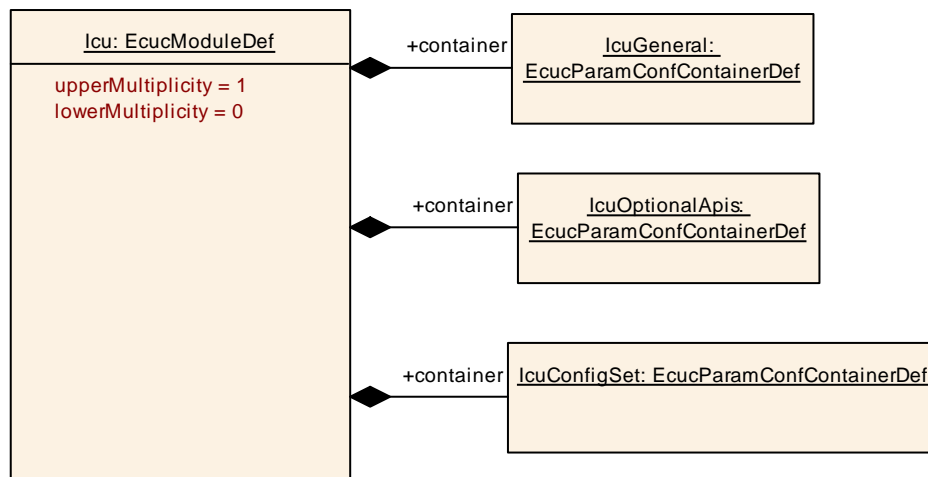 Icu: EcucModuleDef
upperMultiplicity = 1
lowerMultiplicity = 0
+container
IcuGeneral:
EcucParamConfContainerDef
+container
IcuOptionalApis:
EcucParamConfContainerDef
+container
IcuConfigSet: EcucParamConfContainerDef